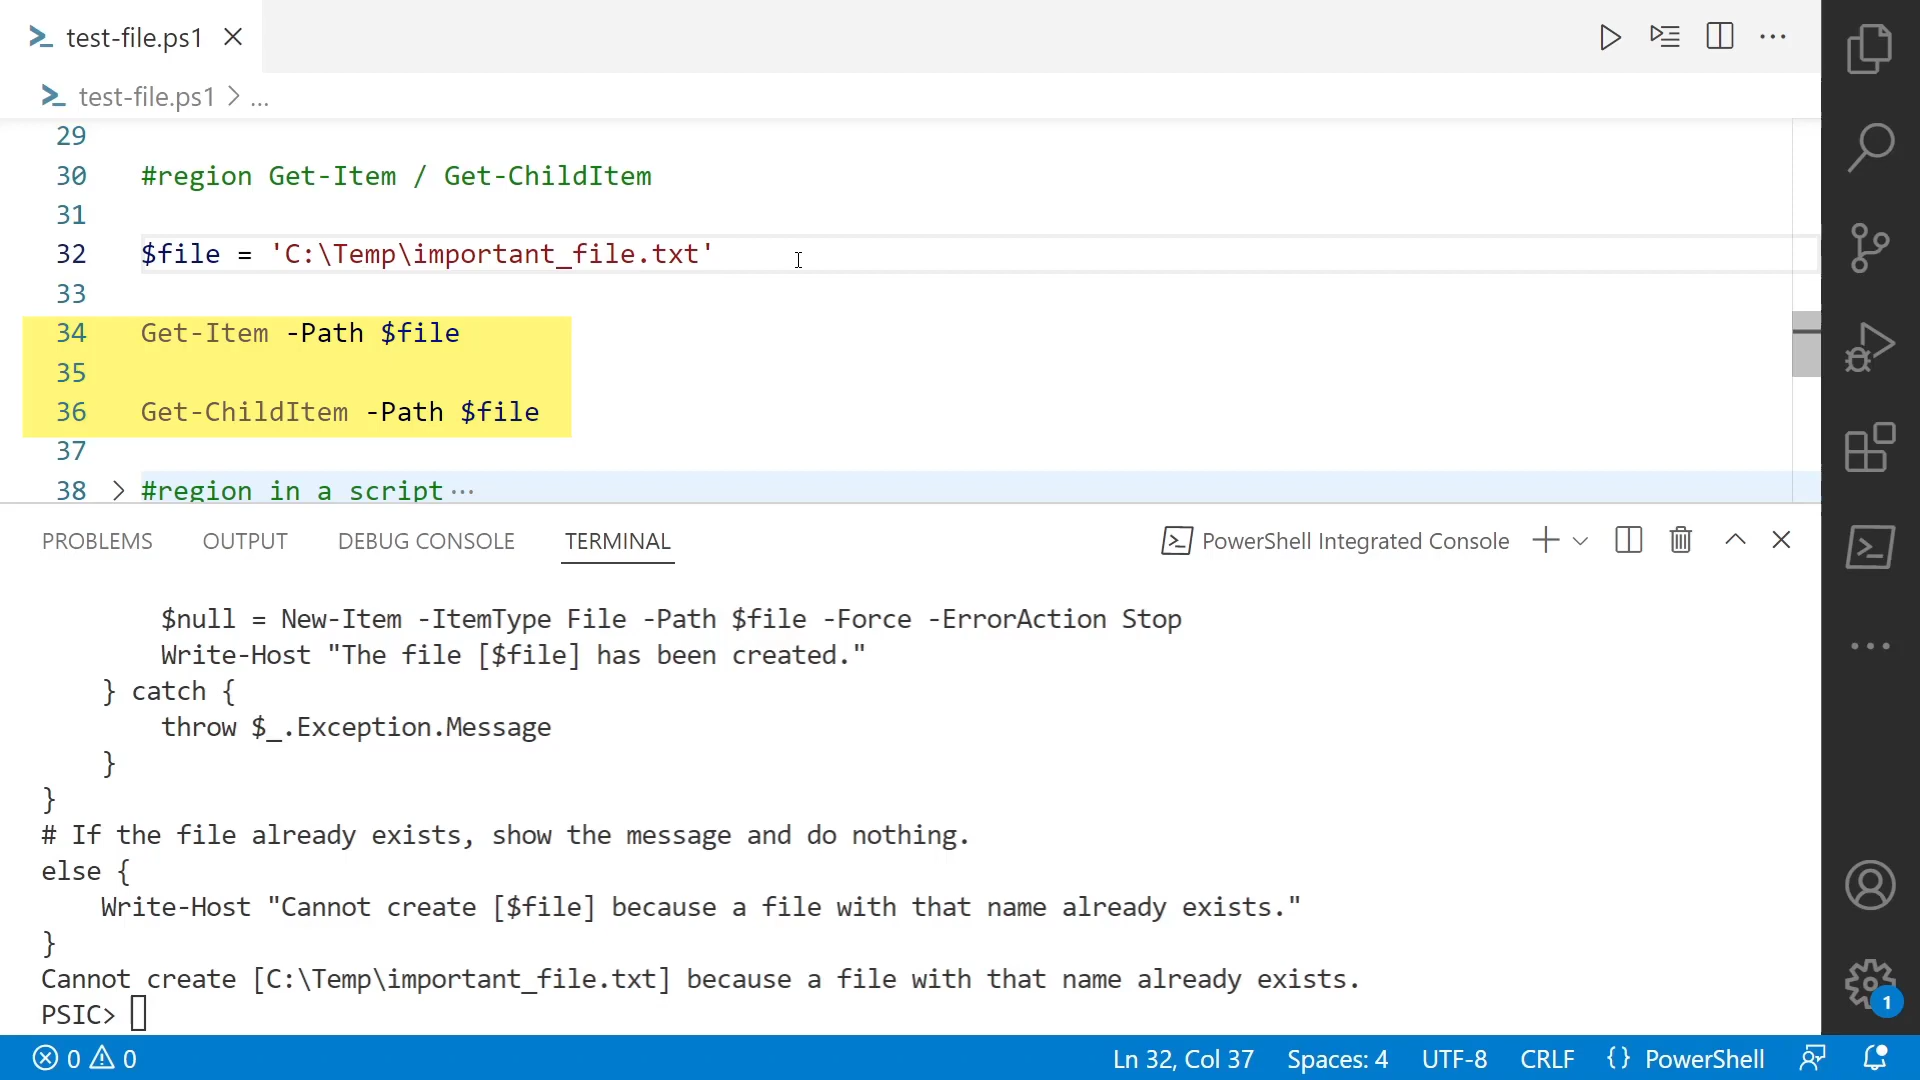 test-file.ps1
test-file.ps1 > ...
29
30 #region Get-Item / Get-ChildItem
31
32 $file = 'C:\Temp\important_file.txt'
33
34 Get-Item -Path $file
35
36 Get-ChildItem -Path $file
37
38 #region in a script ...
PROBLEMS OUTPUT DEBUG CONSOLE TERMINAL PowerShell Integrated Console
$null = New-Item -ItemType File -Path $file -Force -ErrorAction Stop
Write-Host "The file [$file] has been created."
} catch {
throw $_.Exception.Message
}
}
# If the file already exists, show the message and do nothing.
else {
Write-Host "Cannot create [$file] because a file with that name already exists."
}
Cannot create [C:\Temp\important_file.txt] because a file with that name already exists.
PSIC>
1
0 0 Ln 32, Col 37 Spaces: 4 UTF-8 CRLF {} PowerShell